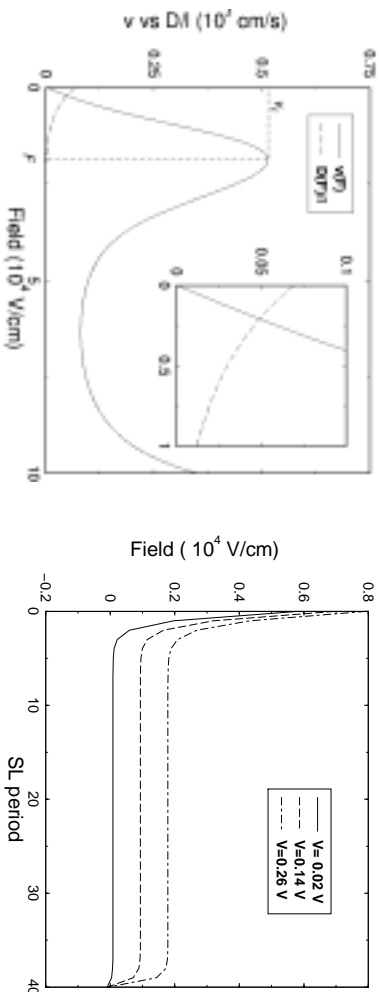 v vs D/l (10 cm/s)
0.75
0.5
0.25
0
v(F)
D(F)/l
0.1
0.05
0
0
0.5
1
0
F
5
10
Field (10⁴ V/cm)
Field ( 10⁴ V/cm)
0.8
0.6
0.4
0.2
0
−0.2
V= 0.02 V
V=0.14 V
V=0.26 V
0
10
20
30
40
SL period